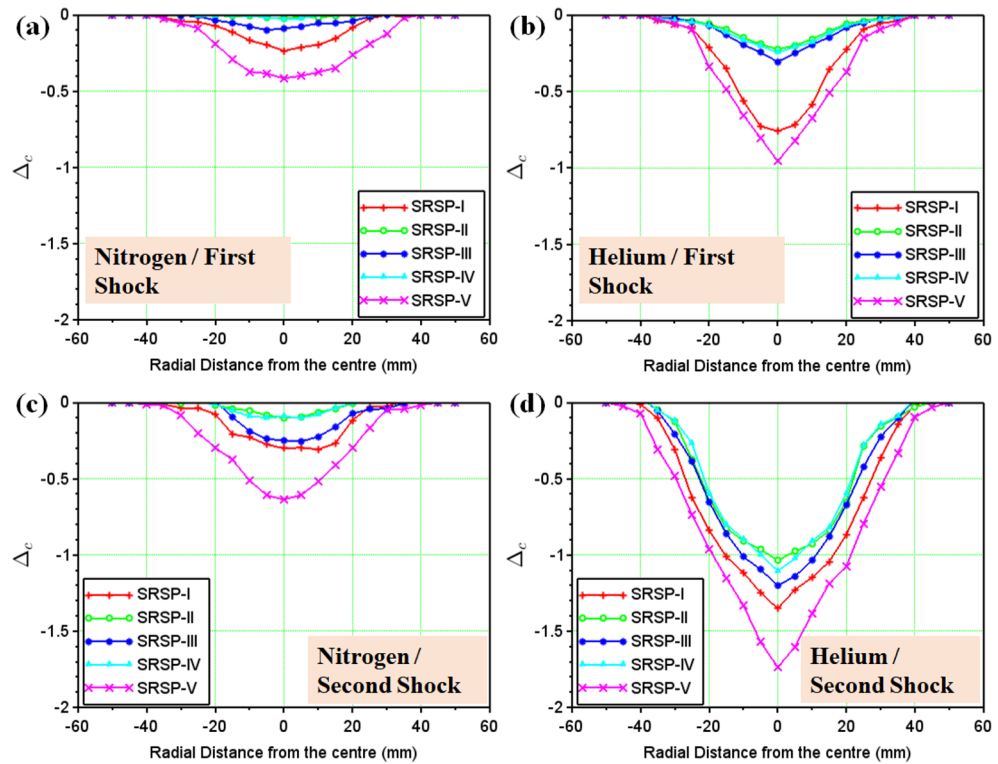 (a)
0
-0.5
-1
-1.5
-2
Δc
Nitrogen / First
Shock
SRSP-I
SRSP-II
SRSP-III
SRSP-IV
SRSP-V
-60 -40 -20 0 20 40 60
Radial Distance from the centre (mm)
(b)
0
-0.5
-1
-1.5
-2
Δc
Helium / First
Shock
SRSP-I
SRSP-II
SRSP-III
SRSP-IV
SRSP-V
-60 -40 -20 0 20 40 60
Radial Distance from the centre (mm)
(c)
0
-0.5
-1
-1.5
-2
Δc
SRSP-I
SRSP-II
SRSP-III
SRSP-IV
SRSP-V
Nitrogen /
Second Shock
-60 -40 -20 0 20 40 60
Radial Distance from the centre (mm)
(d)
0
-0.5
-1
-1.5
-2
Δc
SRSP-I
SRSP-II
SRSP-III
SRSP-IV
SRSP-V
Helium /
Second Shock
-60 -40 -20 0 20 40 60
Radial Distance from the centre (mm)